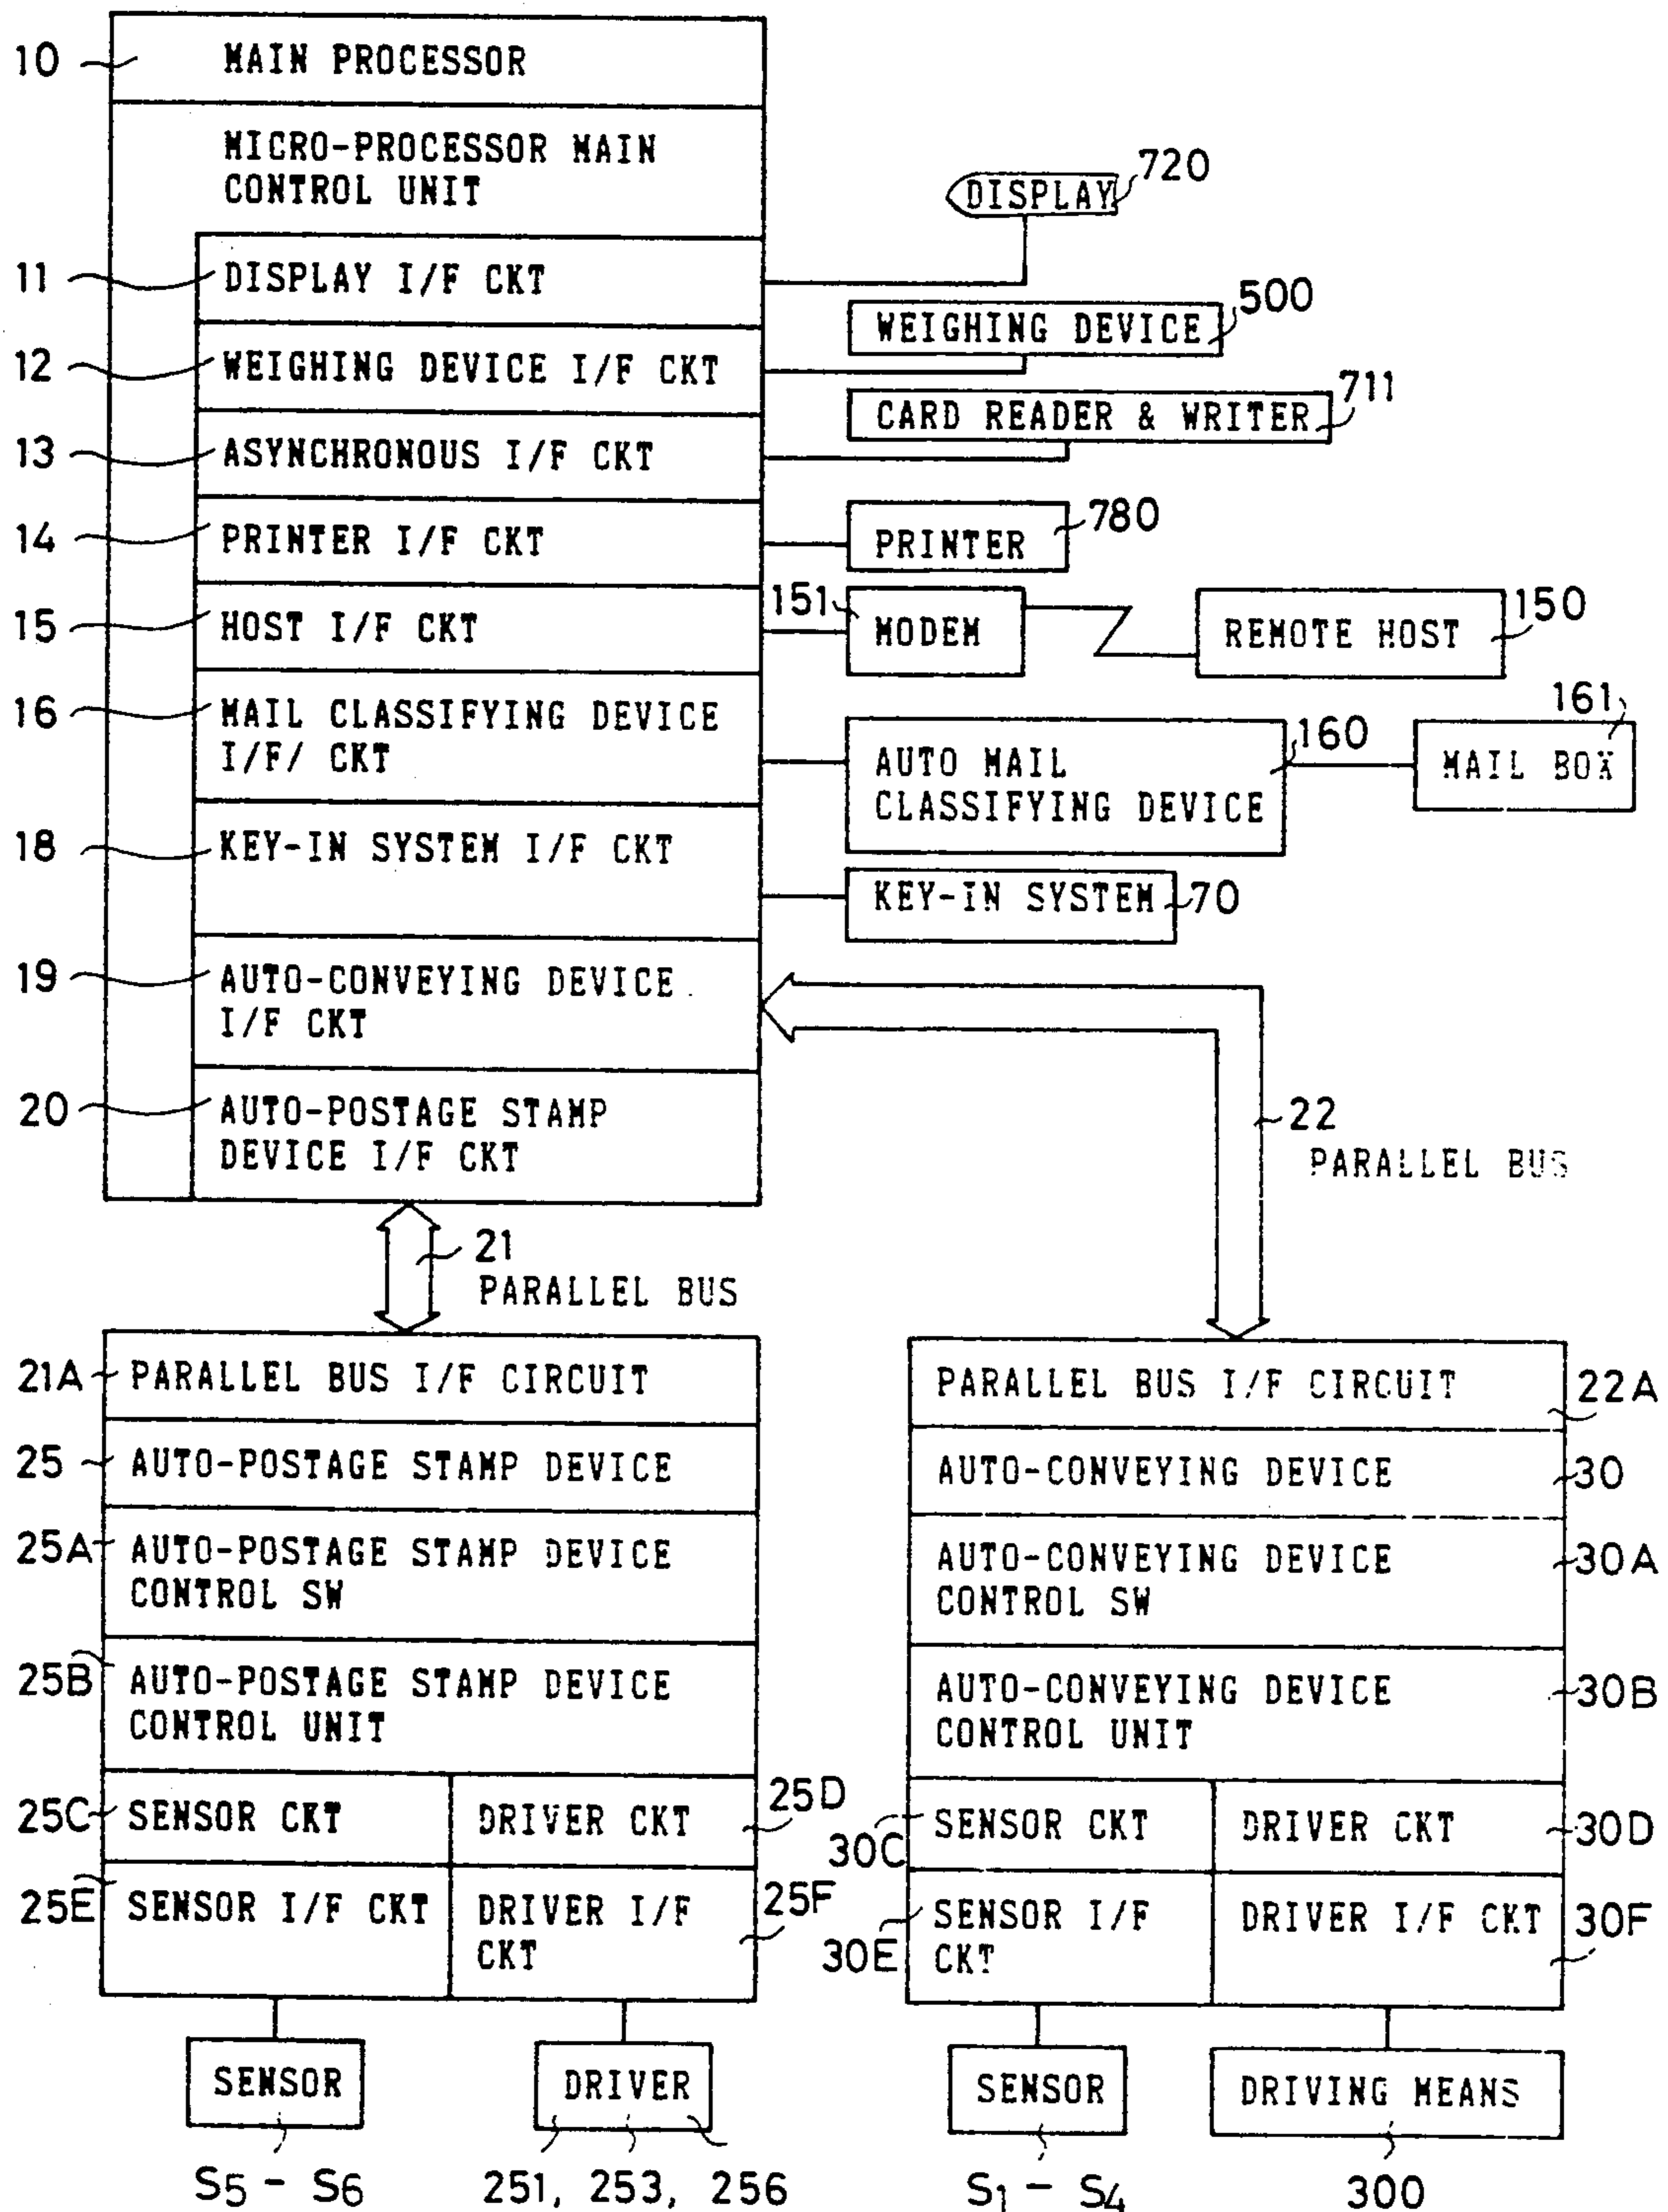 10 MAIN PROCESSOR
MICRO-PROCESSOR MAIN
CONTROL UNIT
DISPLAY 720
11 DISPLAY I/F CKT
WEIGHING DEVICE 500
12 WEIGHING DEVICE I/F CKT
CARD READER & WRITER 711
13 ASYNCHRONOUS I/F CKT
14 PRINTER I/F CKT
PRINTER 780
15 HOST I/F CKT
151 MODEM
REMOTE HOST 150
16 MAIL CLASSIFYING DEVICE
I/F/ CKT
AUTO MAIL
CLASSIFYING DEVICE 160
MAIL BOX 161
18 KEY-IN SYSTEM I/F CKT
KEY-IN SYSTEM 70
19 AUTO-CONVEYING DEVICE
I/F CKT
20 AUTO-POSTAGE STAMP
DEVICE I/F CKT
22
PARALLEL BUS
21
PARALLEL BUS
21A PARALLEL BUS I/F CIRCUIT
25 AUTO-POSTAGE STAMP DEVICE
25A AUTO-POSTAGE STAMP DEVICE
CONTROL SW
25B AUTO-POSTAGE STAMP DEVICE
CONTROL UNIT
25C SENSOR CKT
DRIVER CKT 25D
25E SENSOR I/F CKT
DRIVER I/F
CKT 25F
SENSOR
S5 - S6
DRIVER
251, 253, 256
PARALLEL BUS I/F CIRCUIT 22A
AUTO-CONVEYING DEVICE 30
AUTO-CONVEYING DEVICE
CONTROL SW 30A
AUTO-CONVEYING DEVICE
CONTROL UNIT 30B
30C SENSOR CKT
DRIVER CKT 30D
30E SENSOR I/F
CKT
DRIVER I/F CKT 30F
SENSOR
S1 - S4
DRIVING MEANS
300